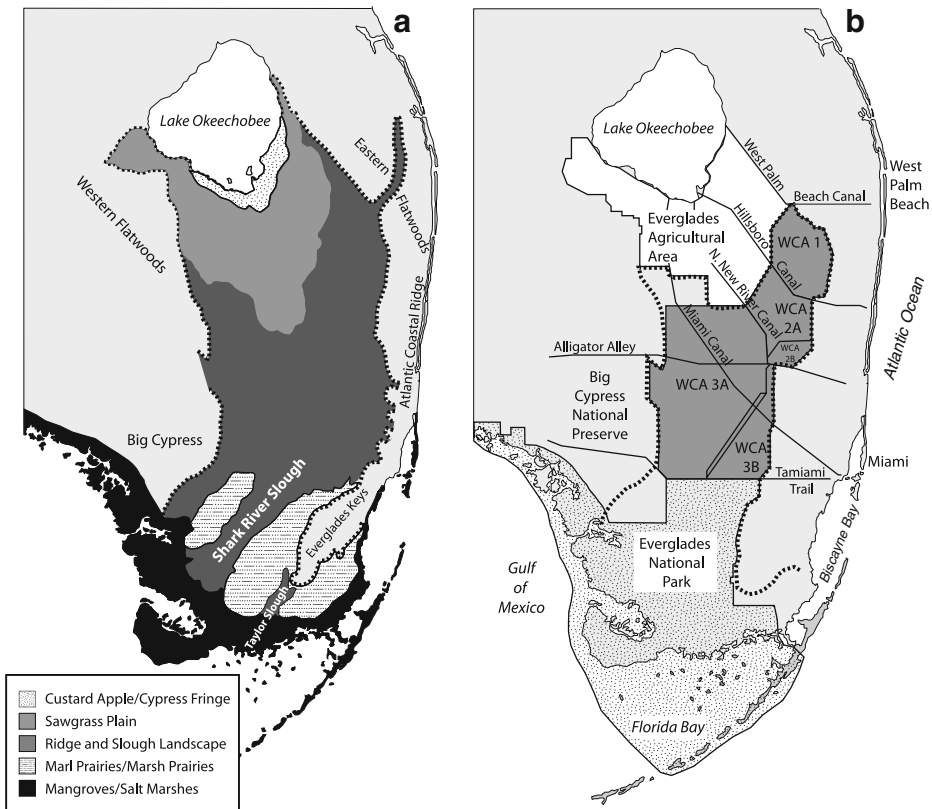 a
Lake Okeechobee
Eastern
Flatwoods
Western Flatwoods
Atlantic Coastal Ridge
Big Cypress
Shark River Slough
Everglades Keys
Taylor Slough
Custard Apple/Cypress Fringe
Sawgrass Plain
Ridge and Slough Landscape
Marl Prairies/Marsh Prairies
Mangroves/Salt Marshes
b
Lake Okeechobee
West Palm
Beach Canal
West
Palm
Beach
Everglades
Agricultural
Area
Hillsboro
Canal
WCA 1
N. New River Canal
Miami Canal
WCA
2A
WCA
2B
Atlantic Ocean
Alligator Alley
WCA 3A
Big
Cypress
National
Preserve
WCA
3B
Miami
Tamiami
Trail
Biscayne Bay
Everglades
National
Park
Gulf
of
Mexico
Florida Bay